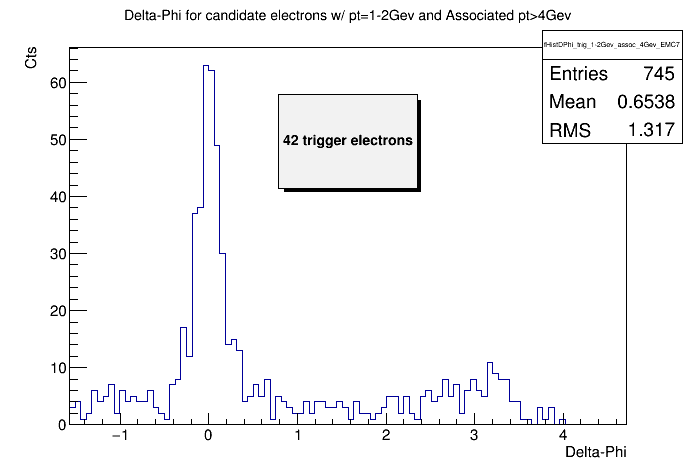 Delta-Phi for candidate electrons w/ pt=1-2Gev and Associated pt>4Gev
fHistDPhi_trig_1-2Gev_assoc_4Gev_EMC7
Entries 745
Mean 0.6538
RMS 1.317
Cts
42 trigger electrons
60
50
40
30
20
10
0
−1 0 1 2 3 4
Delta-Phi